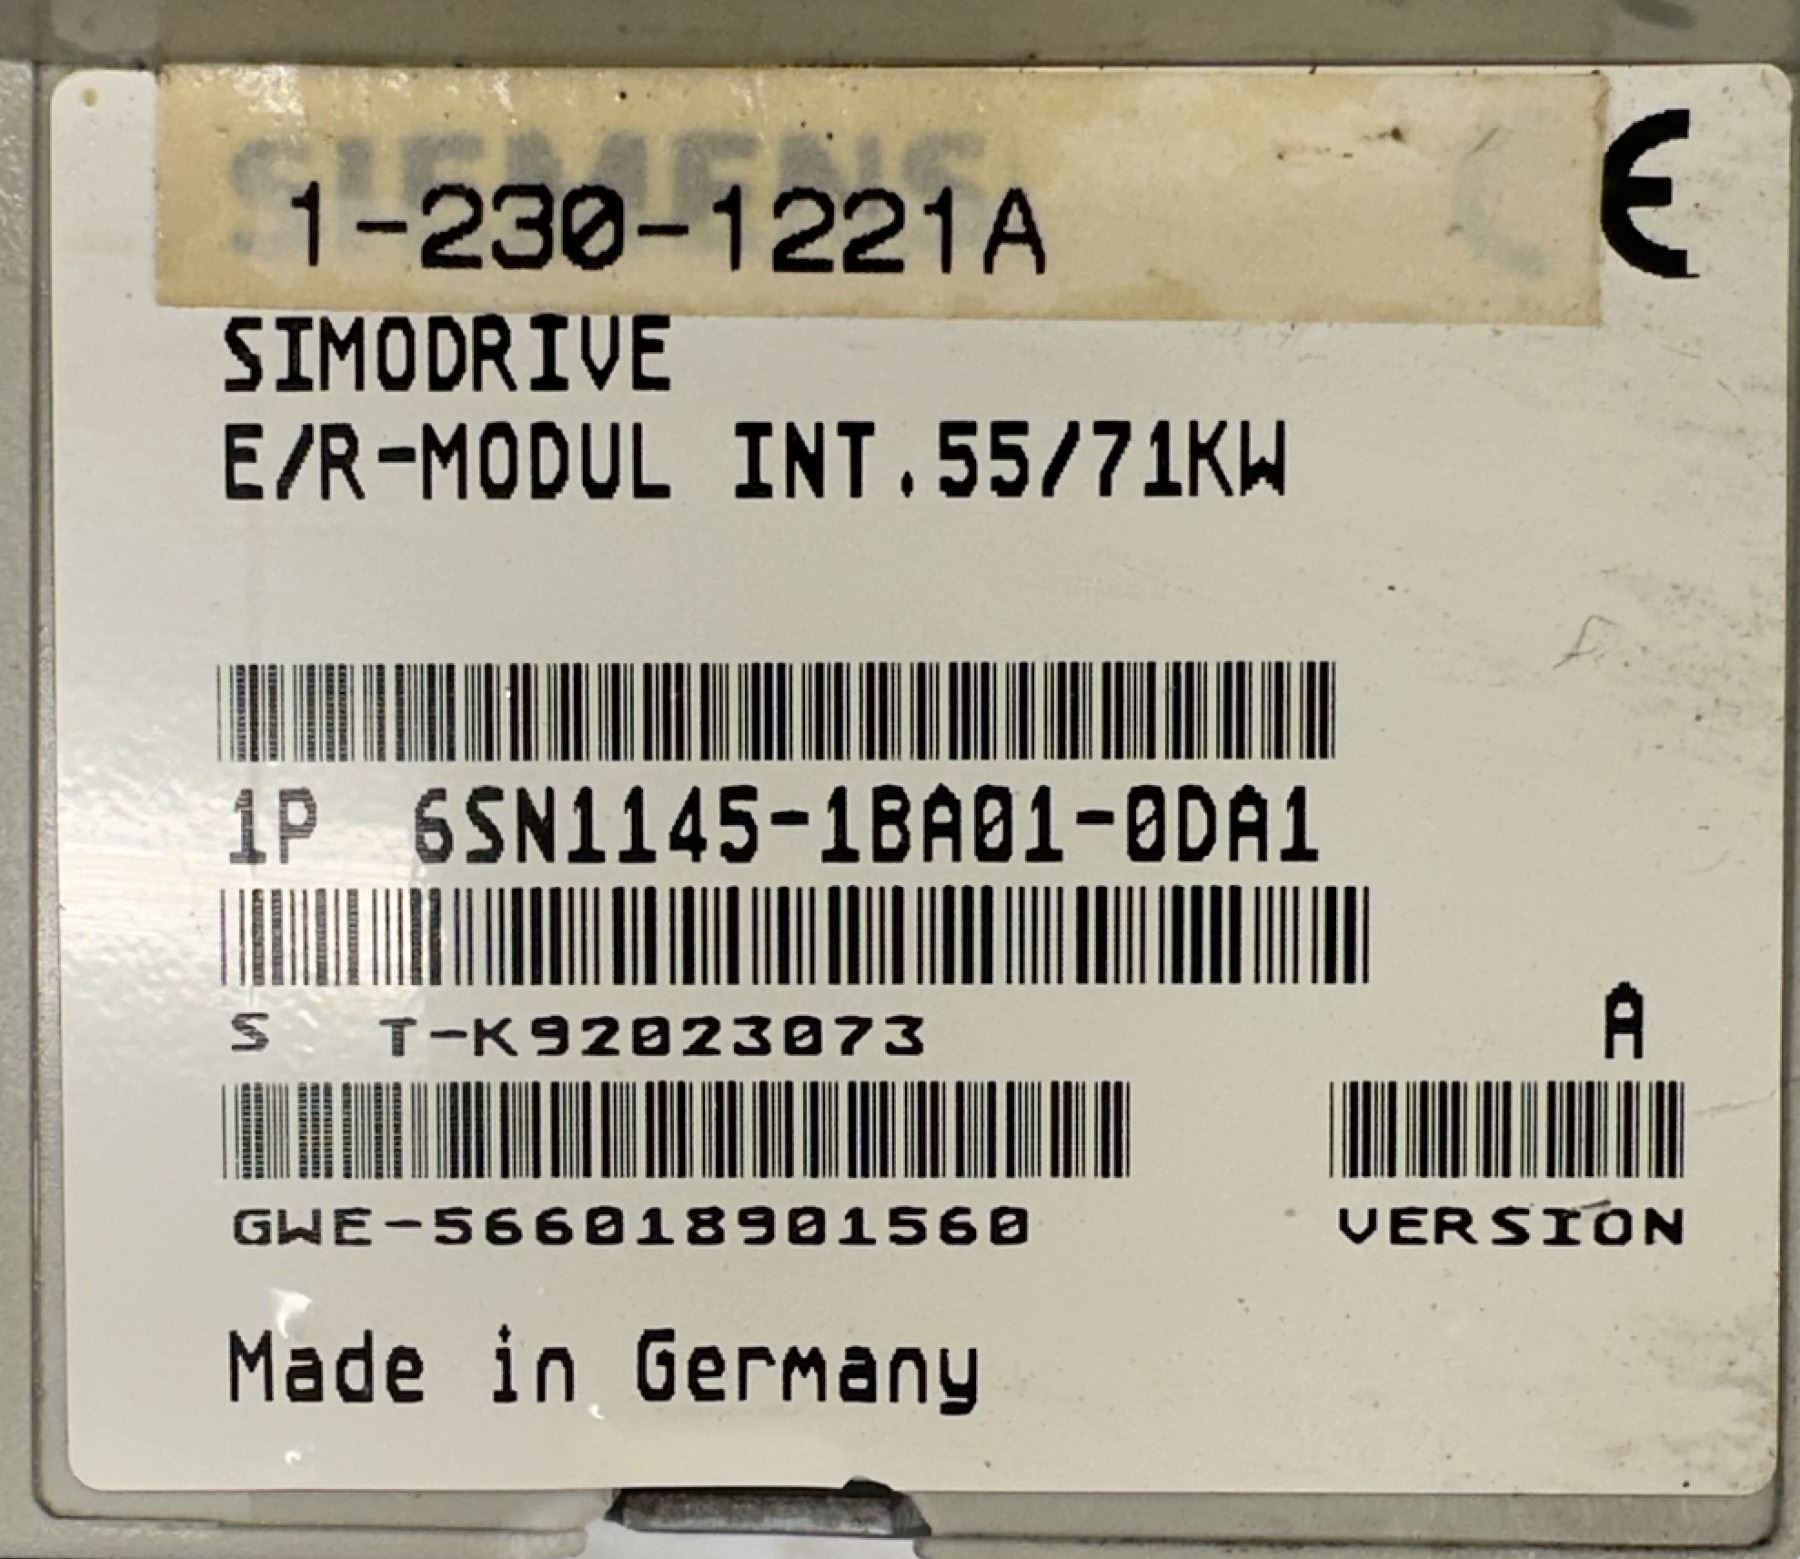 SIEMENS
1-230-1221A
CE
SIMODRIVE
E/R-MODUL INT.55/71KW
1P 6SN1145-1BA01-0DA1
S T-K92023073
A
GWE-566018901560
VERSION
Made in Germany